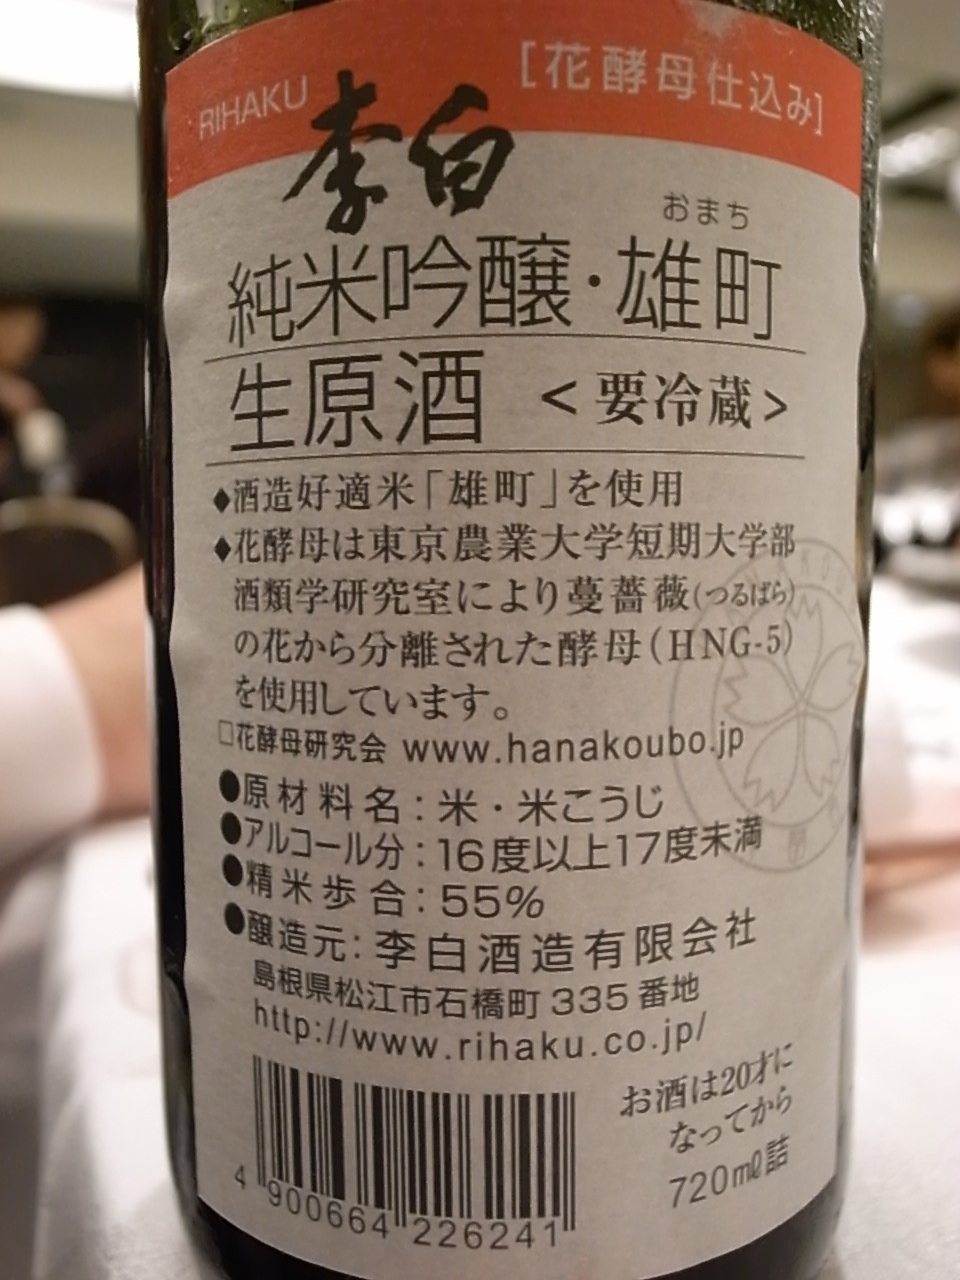 RIHAKU 李白 [花酵母仕込み]
おまち
純米吟醸・雄町
生原酒 <要冷蔵>
◆酒造好適米「雄町」を使用
◆花酵母は東京農業大学短期大学部
酒類学研究室により蔓薔薇(つるばら)
の花から分離された酵母(HNG-5)
を使用しています。
□花酵母研究会 www.hanakoubo.jp
●原材料名:米・米こうじ
●アルコール分:16度以上17度未満
●精米歩合:55%
●醸造元:李白酒造有限会社
島根県松江市石橋町335番地
http://www.rihaku.co.jp/
お酒は20才に
なってから
720mℓ詰
4 900664 226241